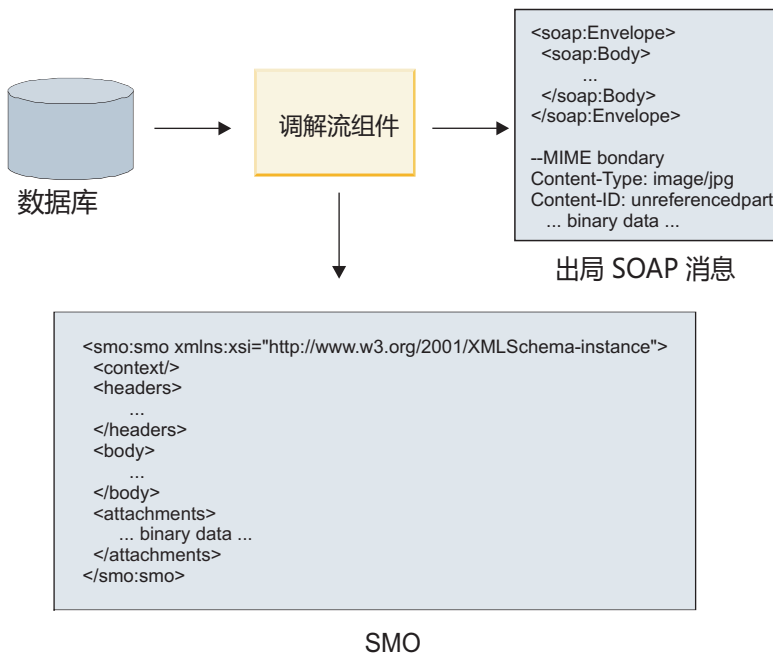 数据库
调解流组件
<soap:Envelope>
<soap:Body>
...
</soap:Body>
</soap:Envelope>
--MIME bondary
Content-Type: image/jpg
Content-ID: unreferencedpart
... binary data ...
出局 SOAP 消息
<smo:smo xmlns:xsi="http://www.w3.org/2001/XMLSchema-instance">
<context/>
<headers>
...
</headers>
<body>
...
</body>
<attachments>
... binary data ...
</attachments>
</smo:smo>
SMO